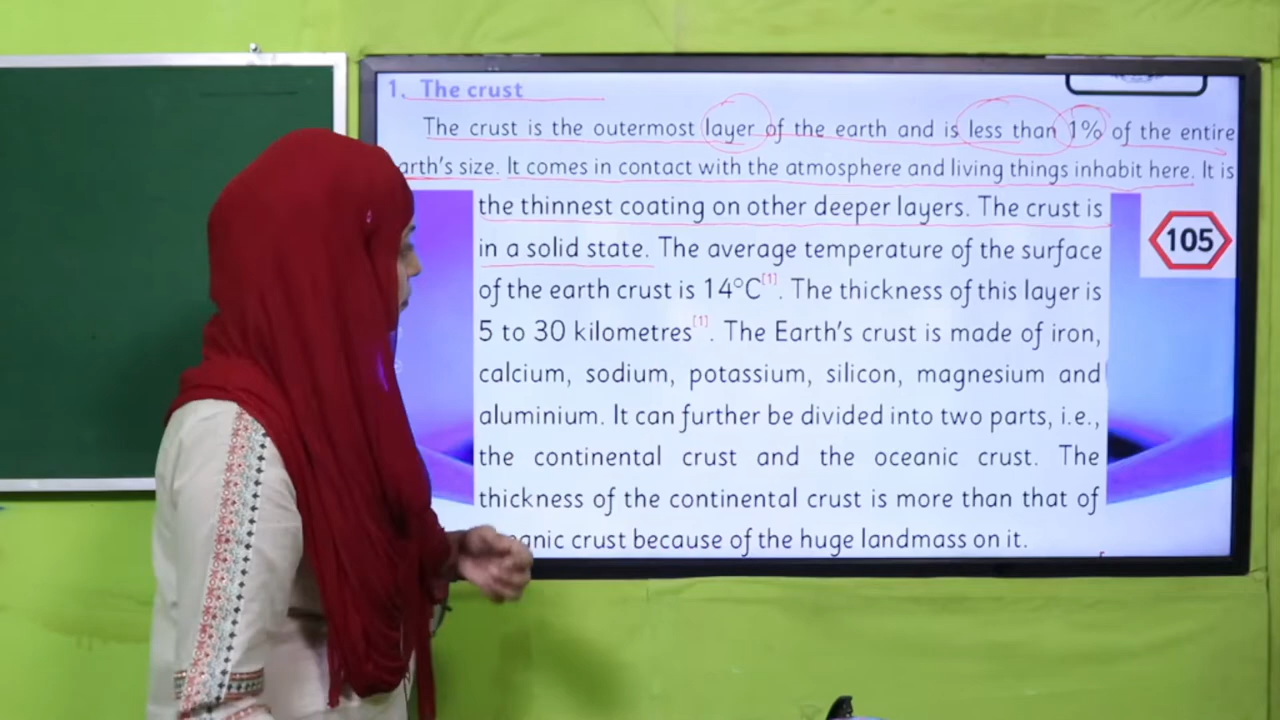 1. The crust
The crust is the outermost layer of the earth and is less than 1% of the entire
arth's size. It comes in contact with the atmosphere and living things inhabit here. It is
the thinnest coating on other deeper layers. The crust is
in a solid state. The average temperature of the surface
of the earth crust is 14°C[1]. The thickness of this layer is
5 to 30 kilometres[1]. The Earth's crust is made of iron,
calcium, sodium, potassium, silicon, magnesium and
aluminium. It can further be divided into two parts, i.e.,
the continental crust and the oceanic crust. The
thickness of the continental crust is more than that of
anic crust because of the huge landmass on it.
105